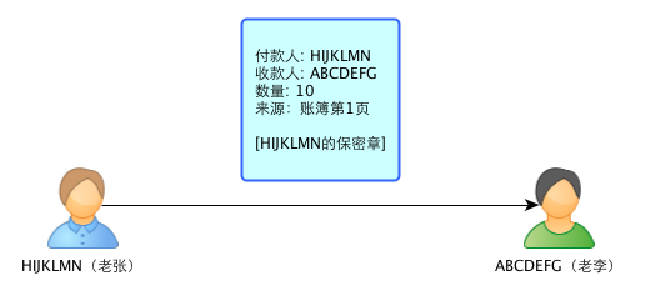 付款人: HIJKLMN
收款人: ABCDEFG
数量: 10
来源：账簿第1页
[HIJKLMN的保密章]
HIJKLMN（老张）
ABCDEFG（老李）